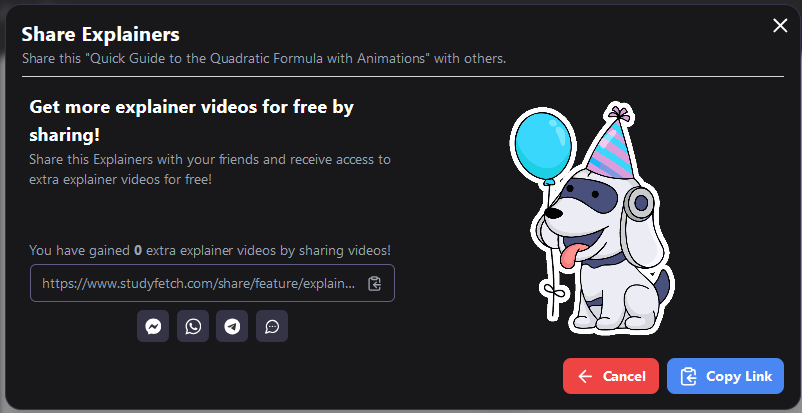 Share Explainers
Share this "Quick Guide to the Quadratic Formula with Animations" with others.
Get more explainer videos for free by
sharing!
Share this Explainers with your friends and receive access to
extra explainer videos for free!
You have gained 0 extra explainer videos by sharing videos!
https://www.studyfetch.com/share/feature/explain...
Cancel
Copy Link